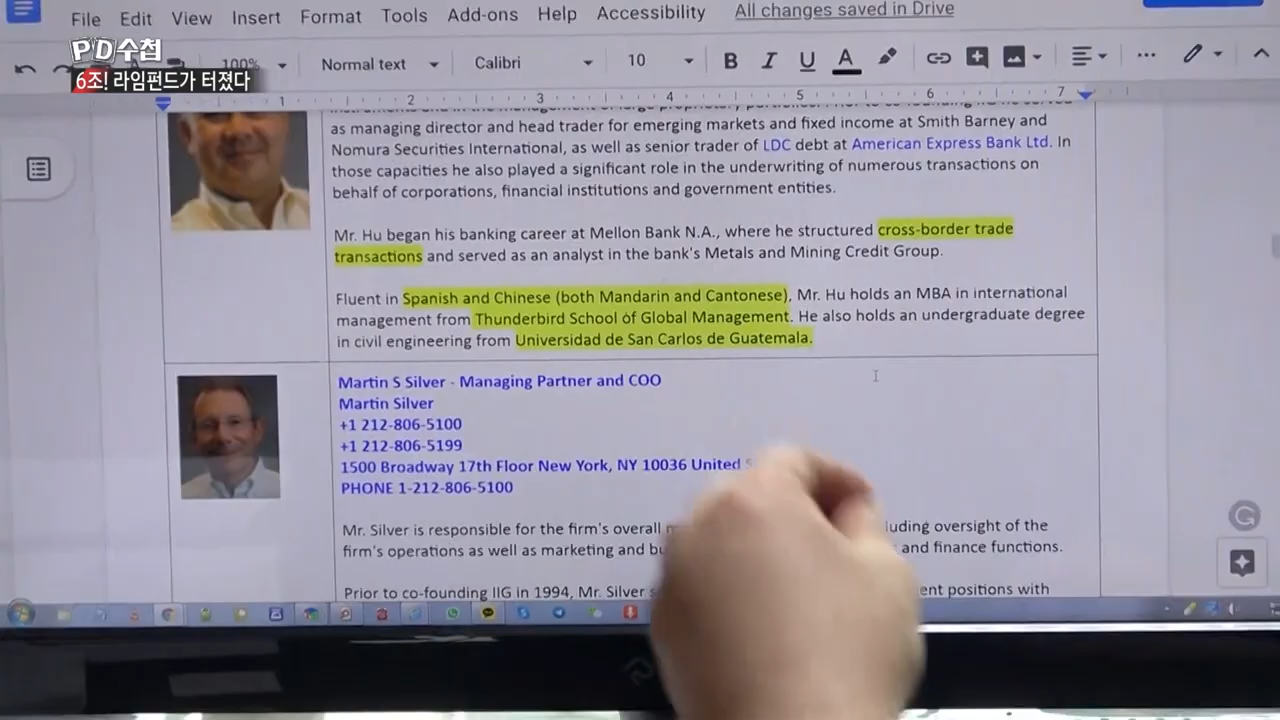 File Edit View Insert Format Tools Add-ons Help Accessibility All changes saved in Drive
PD수첩
6조! 라임펀드가 터졌다
100% Normal text Calibri 10 B I U A
1 2 3 4 5 6 7
as managing director and head trader for emerging markets and fixed income at Smith Barney and
Nomura Securities International, as well as senior trader of LDC debt at American Express Bank Ltd. In
those capacities he also played a significant role in the underwriting of numerous transactions on
behalf of corporations, financial institutions and government entities.
Mr. Hu began his banking career at Mellon Bank N.A., where he structured cross-border trade
transactions and served as an analyst in the bank's Metals and Mining Credit Group.
Fluent in Spanish and Chinese (both Mandarin and Cantonese), Mr. Hu holds an MBA in international
management from Thunderbird School of Global Management. He also holds an undergraduate degree
in civil engineering from Universidad de San Carlos de Guatemala.
Martin S Silver - Managing Partner and COO
Martin Silver
+1 212-806-5100
+1 212-806-5199
1500 Broadway 17th Floor New York, NY 10036 United
PHONE 1-212-806-5100
Mr. Silver is responsible for the firm's overall oversight of the
firm's operations as well as marketing and and finance functions.
Prior to co-founding IIG in 1994, Mr. Silver positions with